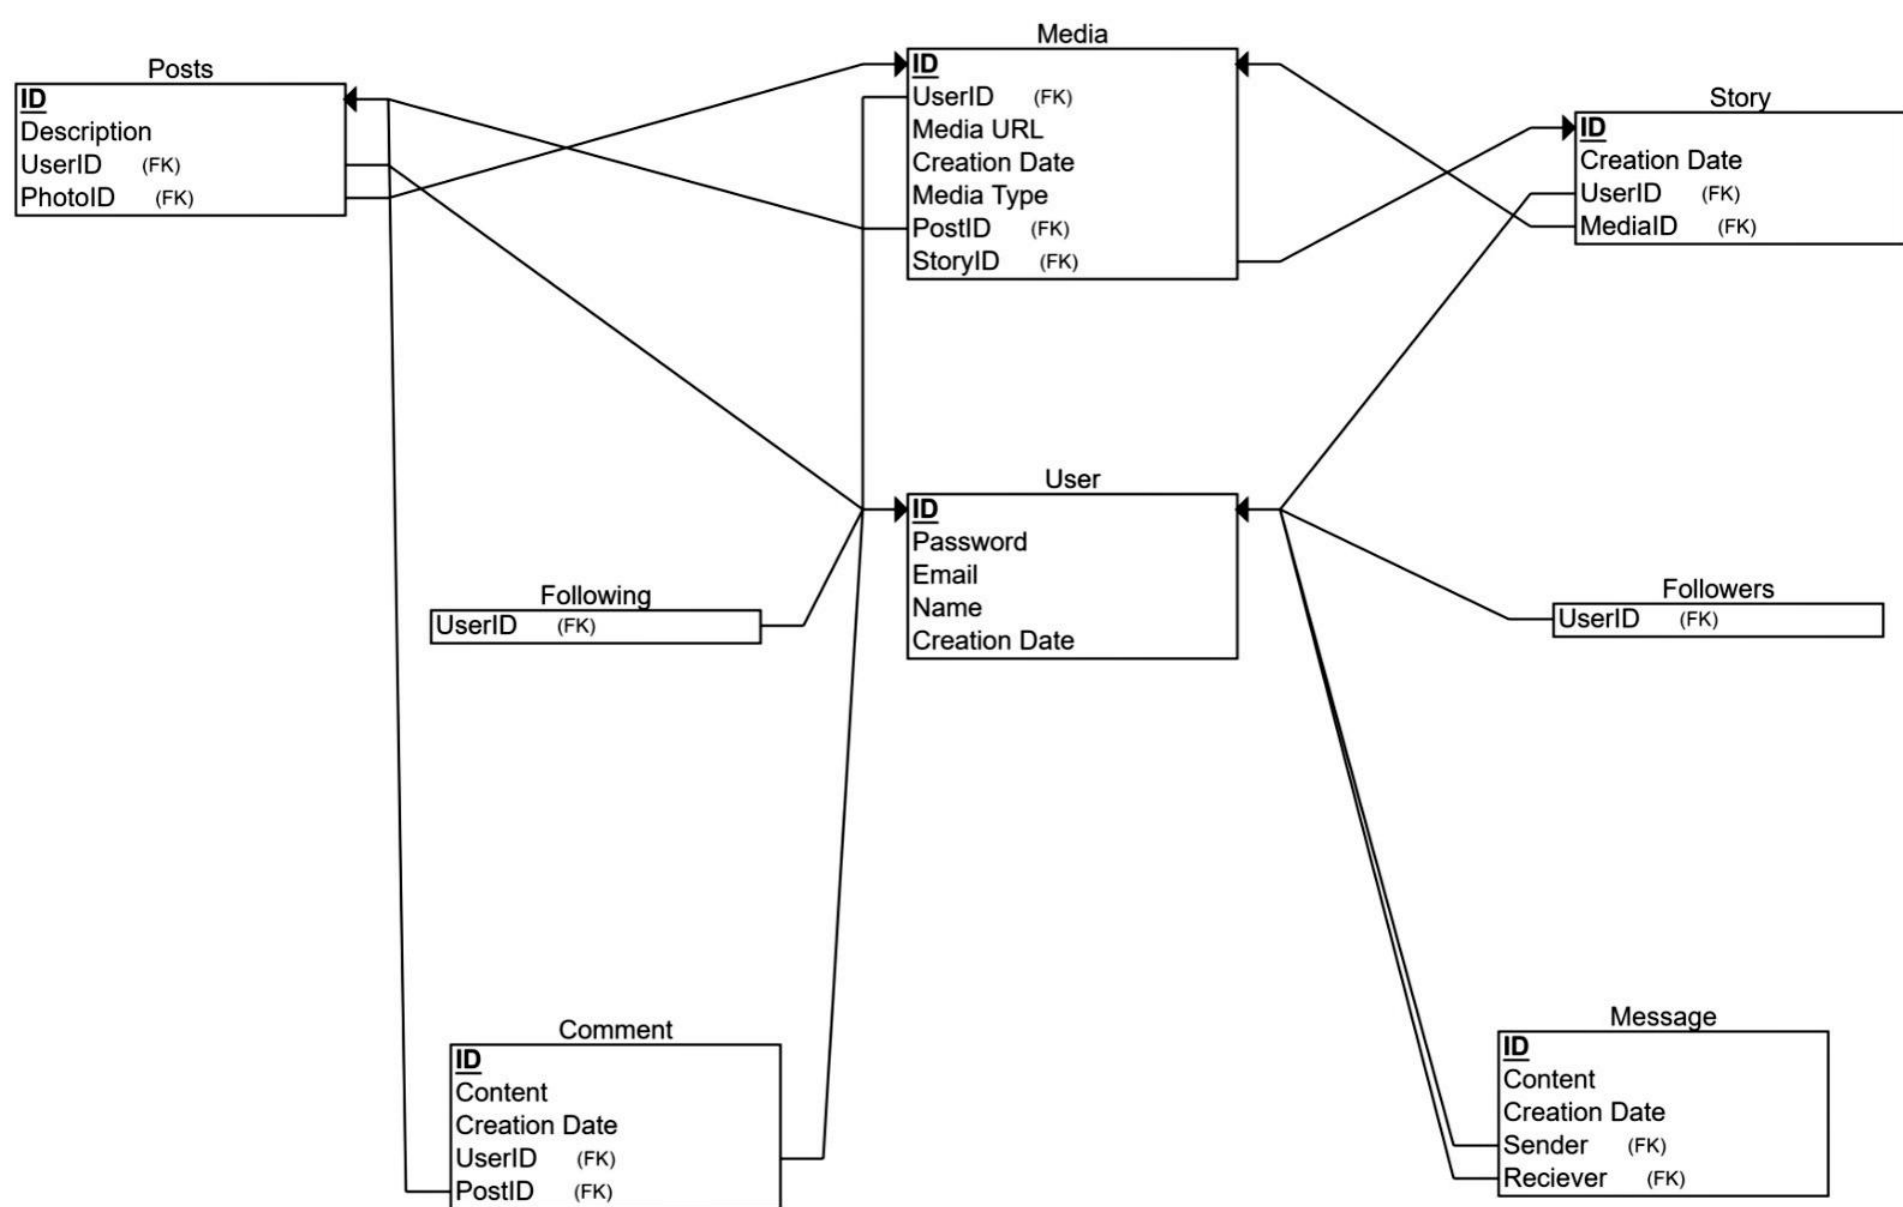 Posts
ID
Description
UserID (FK)
PhotoID (FK)
Media
ID
UserID (FK)
Media URL
Creation Date
Media Type
PostID (FK)
StoryID (FK)
Story
ID
Creation Date
UserID (FK)
MediaID (FK)
User
ID
Password
Email
Name
Creation Date
Following
UserID (FK)
Followers
UserID (FK)
Comment
ID
Content
Creation Date
UserID (FK)
PostID (FK)
Message
ID
Content
Creation Date
Sender (FK)
Reciever (FK)